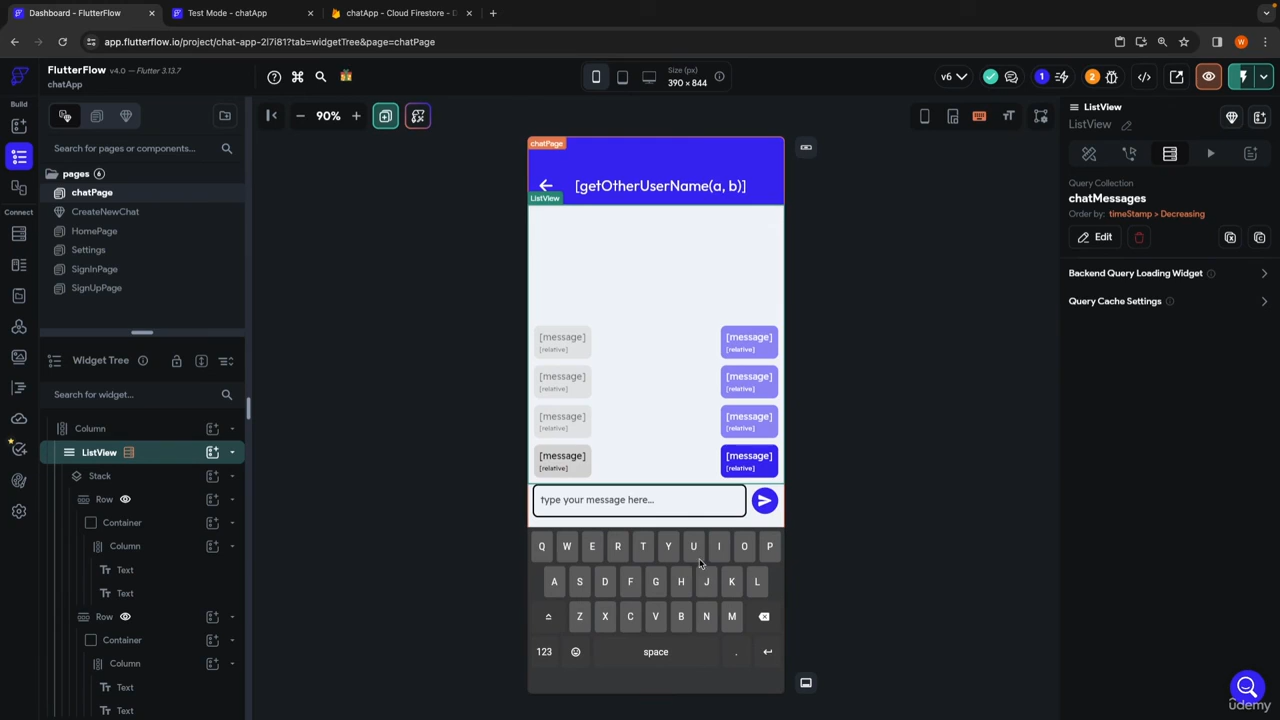 Dashboard - FlutterFlow
Test Mode - chatApp
chatApp - Cloud Firestore - D
W
app.flutterflow.io/project/chat-app-2l7i81?tab=widgetTree&page=chatPage
FlutterFlow v4.0 - Flutter 3.13.7
chatApp
Size (px)
390 × 844
v6
1
2
Build
Connect
90%
Search for pages or components...
pages 6
chatPage
CreateNewChat
HomePage
Settings
SignInPage
SignUpPage
Widget Tree
Search for widget...
Column
ListView
Stack
Row
Container
Column
Text
Text
Row
Container
Column
Text
Text
chatPage
[getOtherUserName(a, b)]
ListView
[message] [message]
[relative] [relative]
[message] [message]
[relative] [relative]
[message] [message]
[relative] [relative]
[message] [message]
[relative] [relative]
type your message here...
Q W E R T Y U I O P
A S D F G H J K L
Z X C V B N M
123 space .
ListView
ListView
Query Collection
chatMessages
Order by: timeStamp > Decreasing
Edit
Backend Query Loading Widget
Query Cache Settings
ûdemy